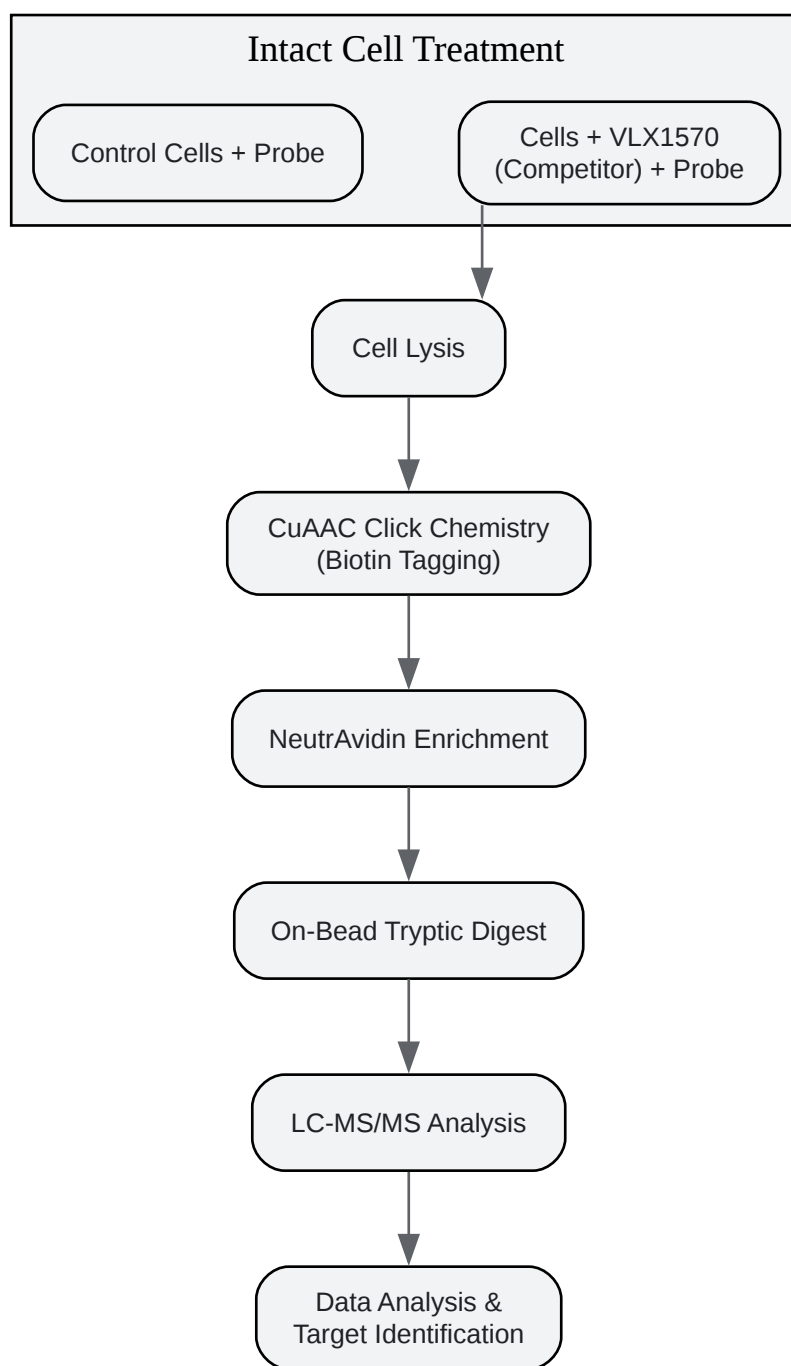 Intact Cell Treatment
Control Cells + Probe
Cells + VLX1570
(Competitor) + Probe
Cell Lysis
CuAAC Click Chemistry
(Biotin Tagging)
NeutrAvidin Enrichment
On-Bead Tryptic Digest
LC-MS/MS Analysis
Data Analysis &
Target Identification